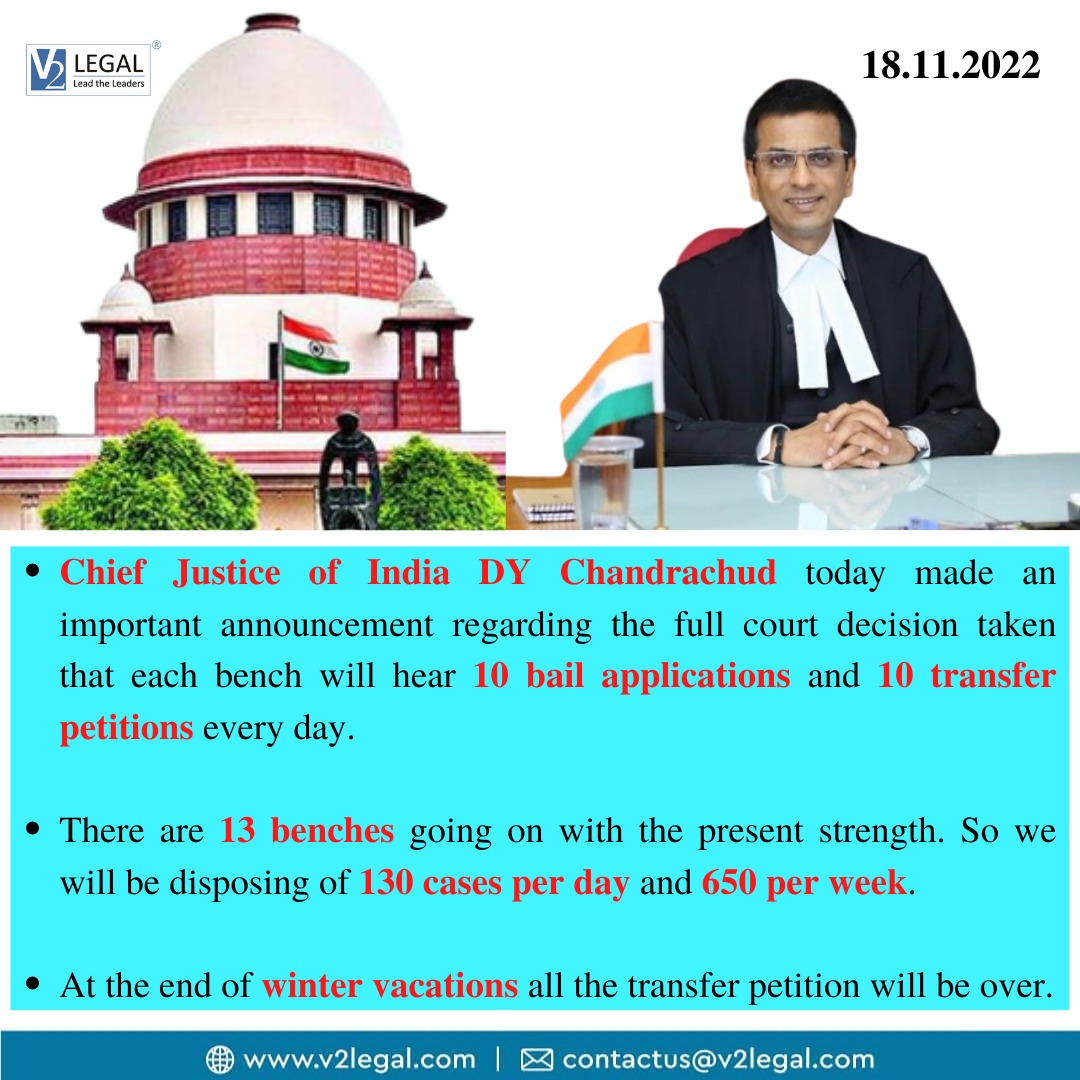 V2 LEGAL ®
Lead the Leaders
18.11.2022
• Chief Justice of India DY Chandrachud today made an
important announcement regarding the full court decision taken
that each bench will hear 10 bail applications and 10 transfer
petitions every day.
• There are 13 benches going on with the present strength. So we
will be disposing of 130 cases per day and 650 per week.
• At the end of winter vacations all the transfer petition will be over.
www.v2legal.com | contactus@v2legal.com